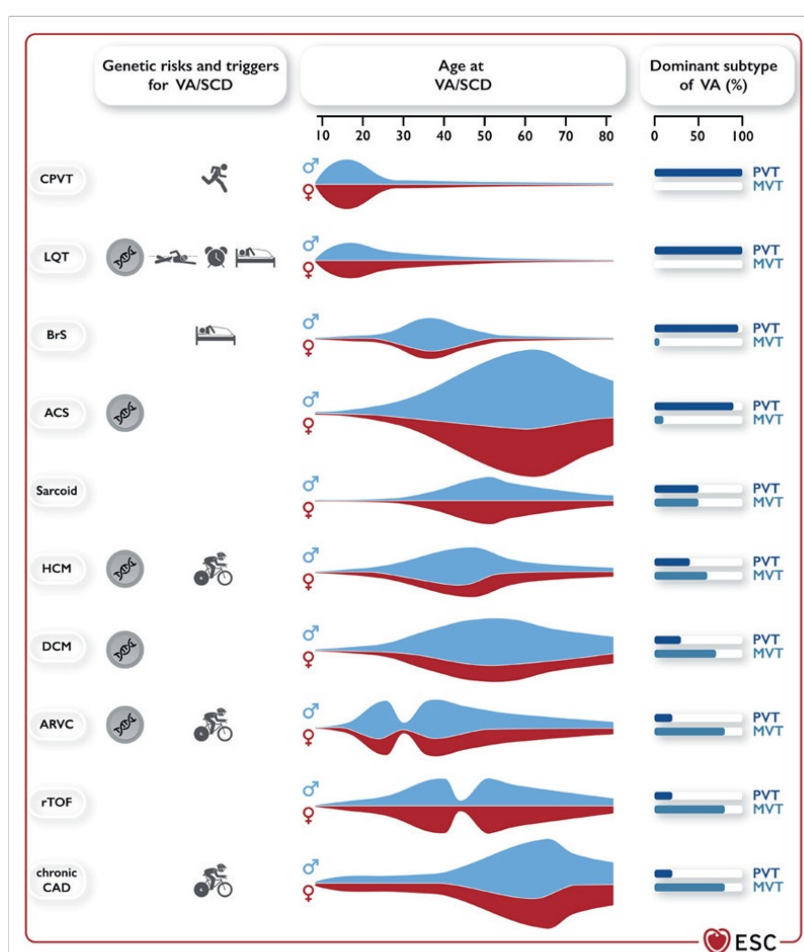 Genetic risks and triggers
for VA/SCD
Age at
VA/SCD
Dominant subtype
of VA (%)
10 20 30 40 50 60 70 80
0 50 100
CPVT
♂
♀
PVT
MVT
LQT
♂
♀
PVT
MVT
BrS
♂
♀
PVT
MVT
ACS
♂
♀
PVT
MVT
Sarcoid
♂
♀
PVT
MVT
HCM
♂
♀
PVT
MVT
DCM
♂
♀
PVT
MVT
ARVC
♂
♀
PVT
MVT
rTOF
♂
♀
PVT
MVT
chronic
CAD
♂
♀
PVT
MVT
ESC